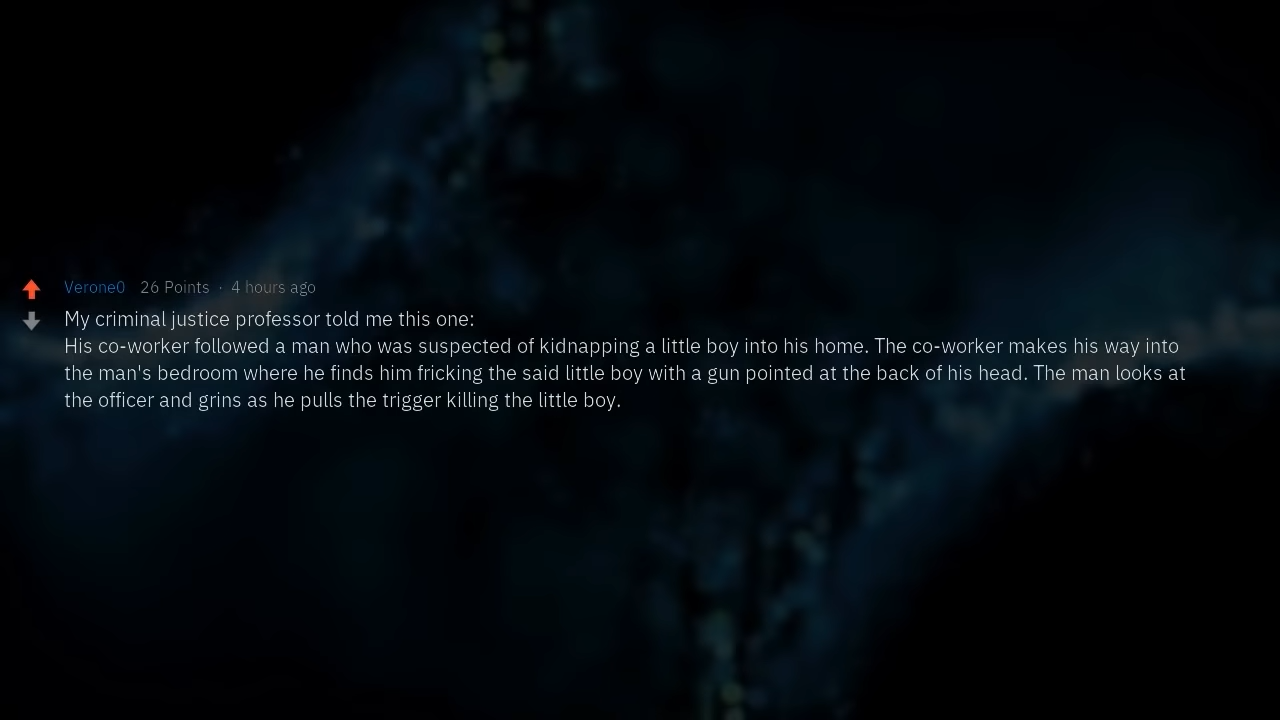 Verone0 26 Points · 4 hours ago
My criminal justice professor told me this one:
His co-worker followed a man who was suspected of kidnapping a little boy into his home. The co-worker makes his way into
the man's bedroom where he finds him fricking the said little boy with a gun pointed at the back of his head. The man looks at
the officer and grins as he pulls the trigger killing the little boy.